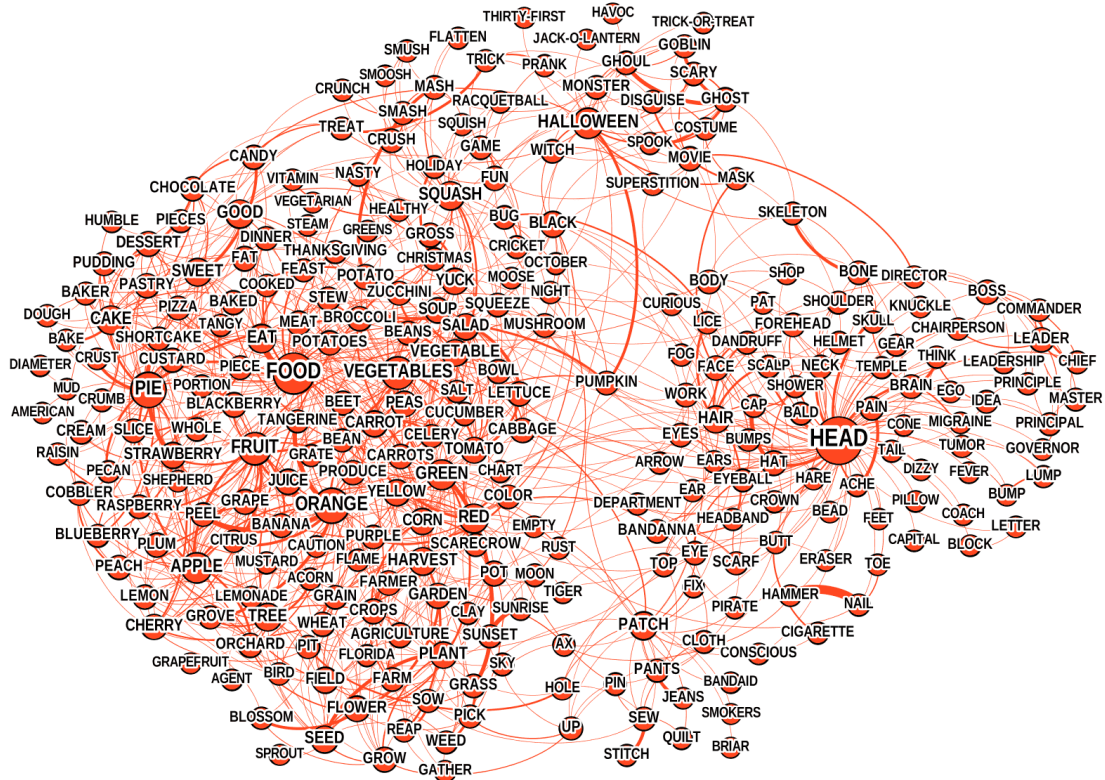 THIRTY-FIRST
HAVOC
TRICK-OR-TREAT
FLATTEN
JACK-O-LANTERN
GOBLIN
SMUSH
TRICK
PRANK
GHOUL
SCARY
SMOOSH
CRUNCH
MASH
MONSTER
DISGUISE
GHOST
SMASH
RACQUETBALL
HALLOWEEN
TREAT
CRUSH
SQUISH
COSTUME
SPOOK
GAME
WITCH
MOVIE
CANDY
HOLIDAY
FUN
NASTY
VITAMIN
SUPERSTITION
MASK
CHOCOLATE
SQUASH
VEGETARIAN
HEALTHY
SKELETON
HUMBLE
PIECES
GOOD
STEAM
GREENS
GROSS
BUG
BLACK
DESSERT
DINNER
THANKSGIVING
CRICKET
CHRISTMAS
PUDDING
SWEET
FAT
FEAST
POTATO
YUCK
MOOSE
OCTOBER
SHOP
BONE
DIRECTOR
BODY
BAKER
PASTRY
COOKED
ZUCCHINI
NIGHT
BOSS
DOUGH
PIZZA
BAKED
STEW
SOUP
SQUEEZE
CURIOUS
PAT
SHOULDER
KNUCKLE
COMMANDER
CAKE
TANGY
MEAT
BROCCOLI
SALAD
MUSHROOM
LICE
FOREHEAD
SKULL
CHAIRPERSON
BAKE
SHORTCAKE
EAT
POTATOES
BEANS
DANDRUFF
HELMET
GEAR
LEADER
DIAMETER
CRUST
CUSTARD
PIECE
VEGETABLE
FOG
FACE
SCALP
NECK
TEMPLE
THINK
LEADERSHIP
CHIEF
MUD
PIE
PORTION
FOOD
VEGETABLES
BOWL
PUMPKIN
SHOWER
BRAIN
EGO
PRINCIPLE
AMERICAN
CRUMB
BLACKBERRY
BEET
PEAS
SALT
LETTUCE
WORK
CAP
PAIN
IDEA
MASTER
CREAM
SLICE
WHOLE
TANGERINE
CARROT
CUCUMBER
CABBAGE
HAIR
BALD
CONE
MIGRAINE
PRINCIPAL
RAISIN
STRAWBERRY
FRUIT
GRATE
BEAN
CELERY
TOMATO
EYES
BUMPS
HEAD
TAIL
TUMOR
GOVERNOR
PECAN
SHEPHERD
JUICE
PRODUCE
CARROTS
GREEN
CHART
ARROW
EARS
HAT
DIZZY
FEVER
LUMP
COBBLER
RASPBERRY
GRAPE
YELLOW
COLOR
DEPARTMENT
EAR
EYEBALL
HARE
ACHE
BUMP
PEEL
ORANGE
CROWN
PILLOW
BLUEBERRY
BANANA
CORN
RED
EMPTY
BANDANNA
HEADBAND
BEAD
FEET
COACH
LETTER
PLUM
CITRUS
CAUTION
PURPLE
SCARECROW
RUST
CAPITAL
BLOCK
PEACH
APPLE
MUSTARD
FLAME
HARVEST
TOP
EYE
SCARF
BUTT
ERASER
TOE
ACORN
FARMER
POT
MOON
LEMON
LEMONADE
GRAIN
GARDEN
TIGER
FIX
HAMMER
NAIL
GROVE
TREE
CROPS
CLAY
SUNRISE
PIRATE
CHERRY
WHEAT
AGRICULTURE
SUNSET
PATCH
CIGARETTE
ORCHARD
PIT
FLORIDA
PLANT
AX
CLOTH
CONSCIOUS
GRAPEFRUIT
AGENT
BIRD
FIELD
FARM
SKY
PANTS
GRASS
HOLE
PIN
BANDAID
BLOSSOM
FLOWER
SOW
JEANS
SEED
REAP
PICK
UP
SEW
SMOKERS
SPROUT
GROW
WEED
STITCH
QUILT
BRIAR
GATHER